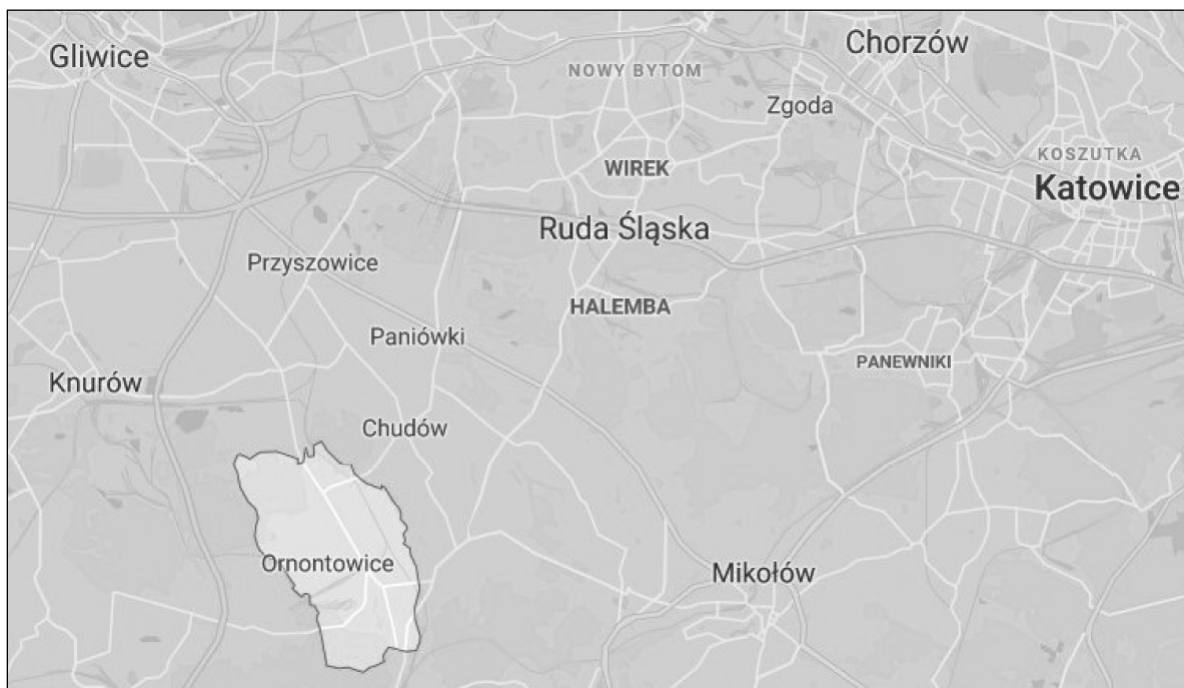 Gliwice
Chorzów
NOWY BYTOM
Zgoda
KOSZUTKA
WIREK
Katowice
Ruda Śląska
Przyszowice
HALEMBA
Paniówki
PANEWNIKI
Knurów
Chudów
Ornontowice
Mikołów